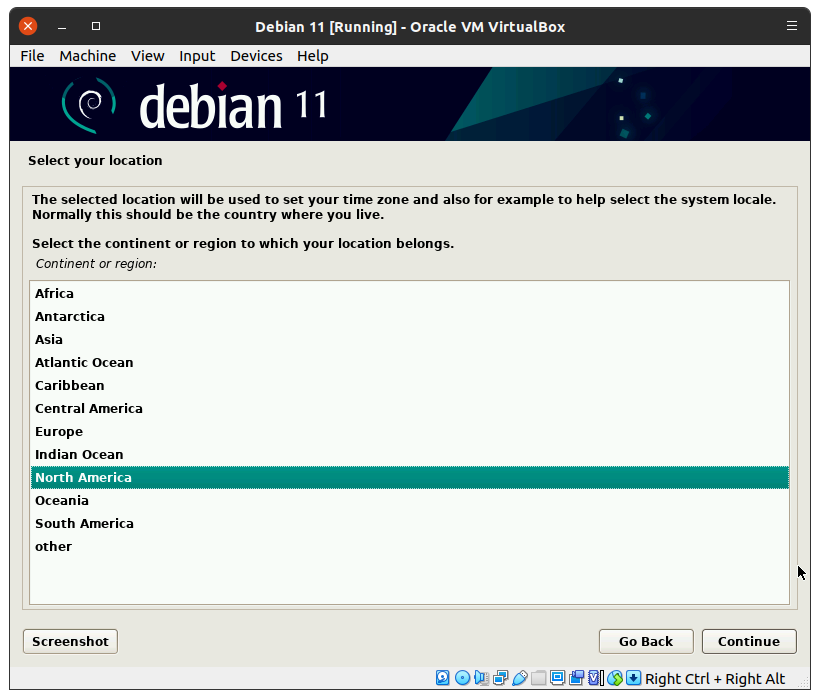 Debian 11 [Running] - Oracle VM VirtualBox
File Machine View Input Devices Help
debian 11
Select your location
The selected location will be used to set your time zone and also for example to help select the system locale.
Normally this should be the country where you live.
Select the continent or region to which your location belongs.
Continent or region:
Africa
Antarctica
Asia
Atlantic Ocean
Caribbean
Central America
Europe
Indian Ocean
North America
Oceania
South America
other
Screenshot
Go Back
Continue
Right Ctrl + Right Alt